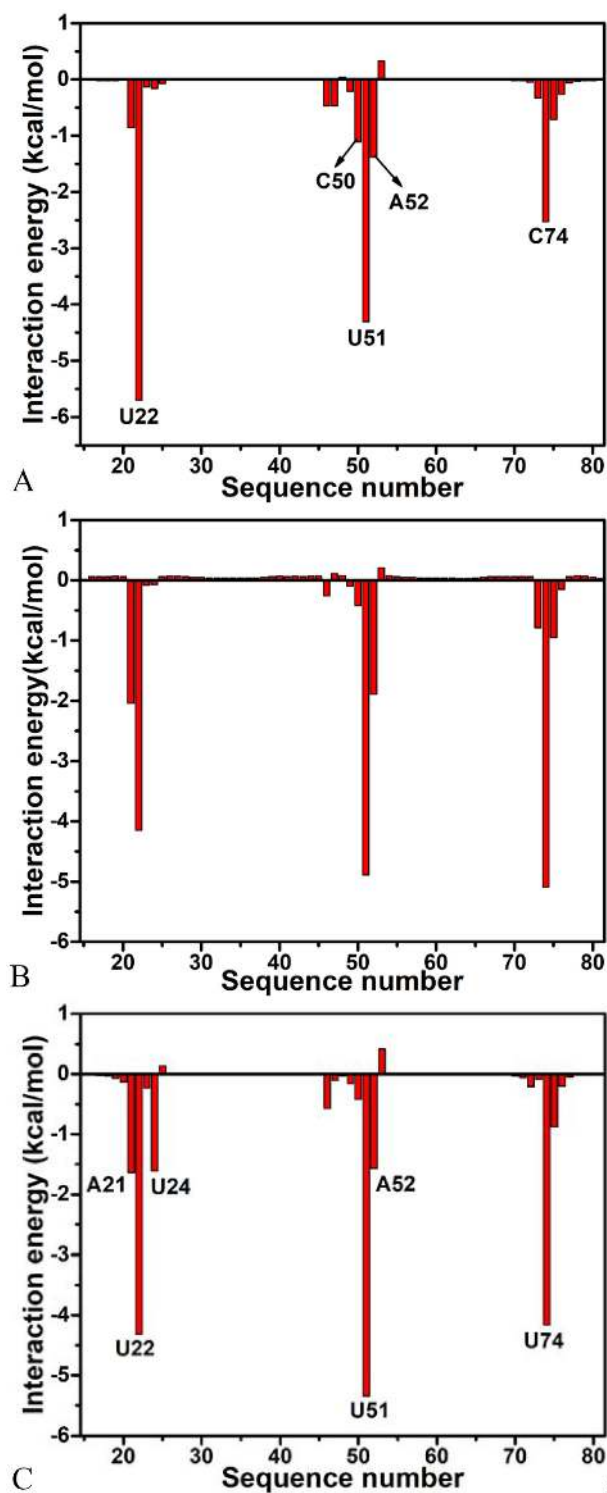 1
0
-1
-2
-3
-4
-5
-6
Interaction energy (kcal/mol)
C50
A52
C74
U51
U22
20 30 40 50 60 70 80
A
Sequence number
1
0
-1
-2
-3
-4
-5
-6
Interaction energy(kcal/mol)
20 30 40 50 60 70 80
B
Sequence number
1
0
-1
-2
-3
-4
-5
-6
Interaction energy (kcal/mol)
A21 U24 A52
U22 U74
U51
20 30 40 50 60 70 80
C
Sequence number